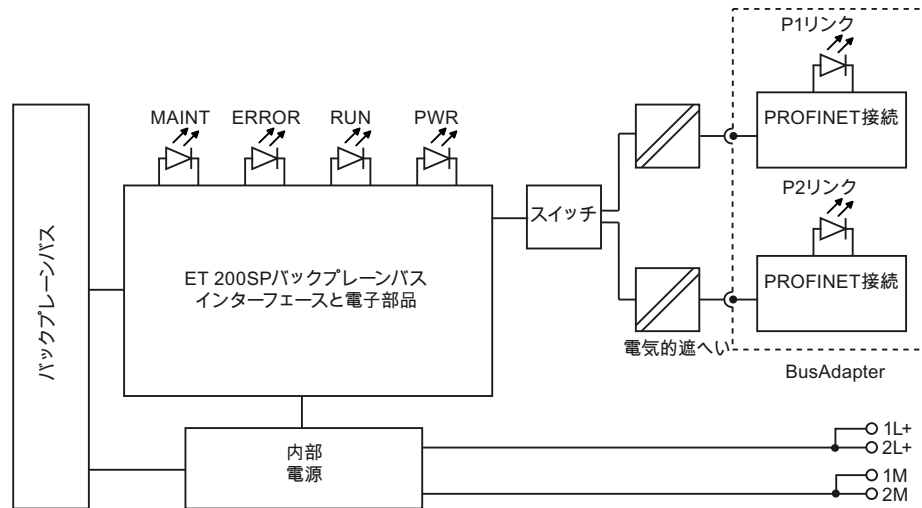 P1リンク
PROFINET接続
MAINT
ERROR
RUN
PWR
スイッチ
P2リンク
PROFINET接続
バックプレーンバス
ET 200SPバックプレーンバス
インターフェースと電子部品
電気的遮へい
BusAdapter
内部
電源
1L+
2L+
1M
2M